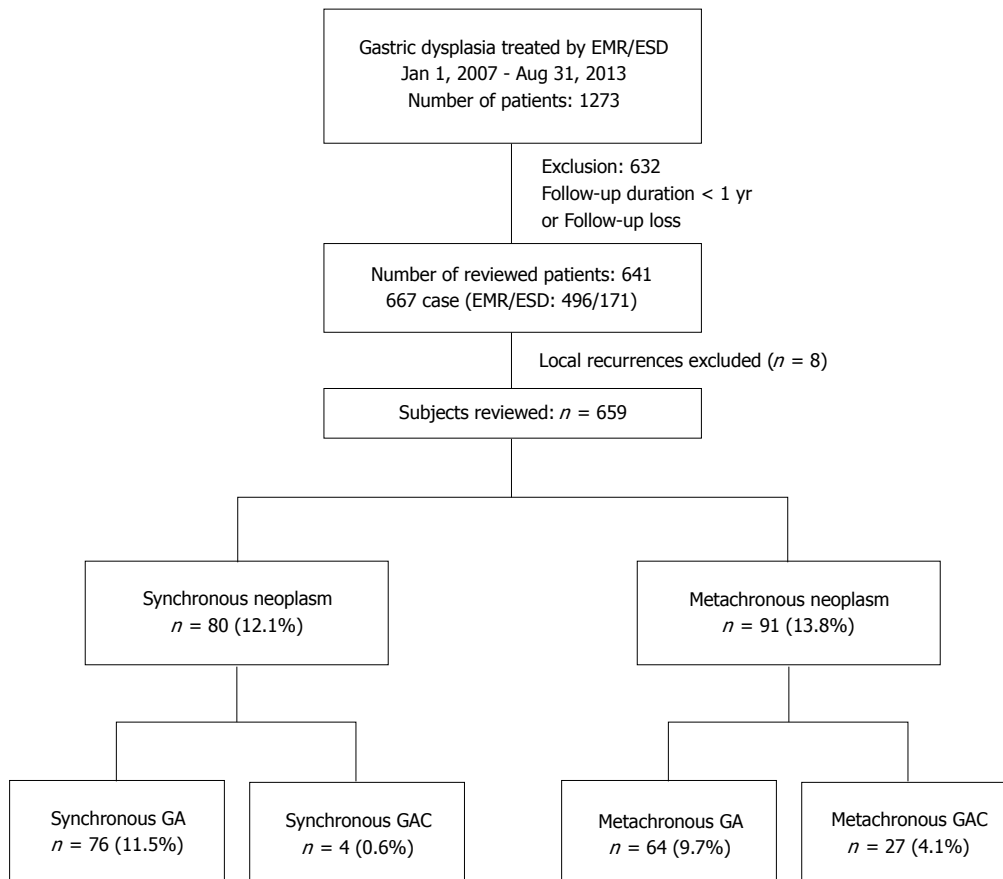 Gastric dysplasia treated by EMR/ESD
Jan 1, 2007 - Aug 31, 2013
Number of patients: 1273
Exclusion: 632
Follow-up duration < 1 yr
or Follow-up loss
Number of reviewed patients: 641
667 case (EMR/ESD: 496/171)
Local recurrences excluded (n = 8)
Subjects reviewed: n = 659
Synchronous neoplasm
n = 80 (12.1%)
Metachronous neoplasm
n = 91 (13.8%)
Synchronous GA
n = 76 (11.5%)
Synchronous GAC
n = 4 (0.6%)
Metachronous GA
n = 64 (9.7%)
Metachronous GAC
n = 27 (4.1%)